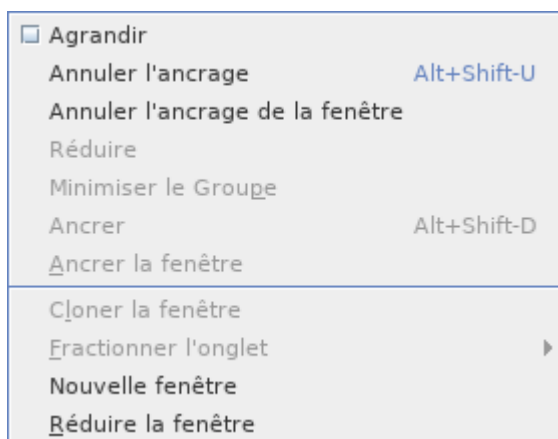 Agrandir
Annuler l'ancrage Alt+Shift-U
Annuler l'ancrage de la fenêtre
Réduire
Minimiser le Groupe
Ancrer Alt+Shift-D
Ancrer la fenêtre
Cloner la fenêtre
Fractionner l'onglet
Nouvelle fenêtre
Réduire la fenêtre